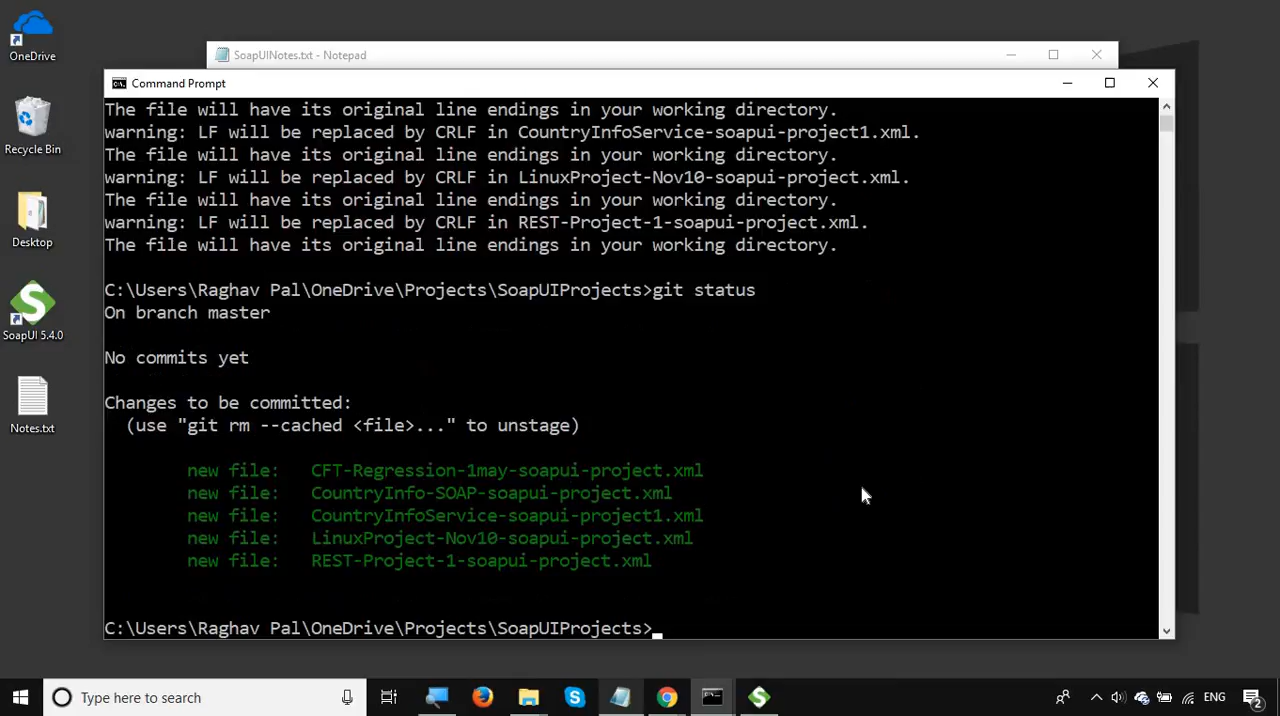 OneDrive
Recycle Bin
Desktop
SoapUI 5.4.0
Notes.txt
SoapUINotes.txt - Notepad
Command Prompt
The file will have its original line endings in your working directory.
warning: LF will be replaced by CRLF in CountryInfoService-soapui-project1.xml.
The file will have its original line endings in your working directory.
warning: LF will be replaced by CRLF in LinuxProject-Nov10-soapui-project.xml.
The file will have its original line endings in your working directory.
warning: LF will be replaced by CRLF in REST-Project-1-soapui-project.xml.
The file will have its original line endings in your working directory.
C:\Users\Raghav Pal\OneDrive\Projects\SoapUIProjects>git status
On branch master
No commits yet
Changes to be committed:
(use "git rm --cached <file>..." to unstage)
new file: CFT-Regression-1may-soapui-project.xml
new file: CountryInfo-SOAP-soapui-project.xml
new file: CountryInfoService-soapui-project1.xml
new file: LinuxProject-Nov10-soapui-project.xml
new file: REST-Project-1-soapui-project.xml
C:\Users\Raghav Pal\OneDrive\Projects\SoapUIProjects>
Type here to search
ENG
2